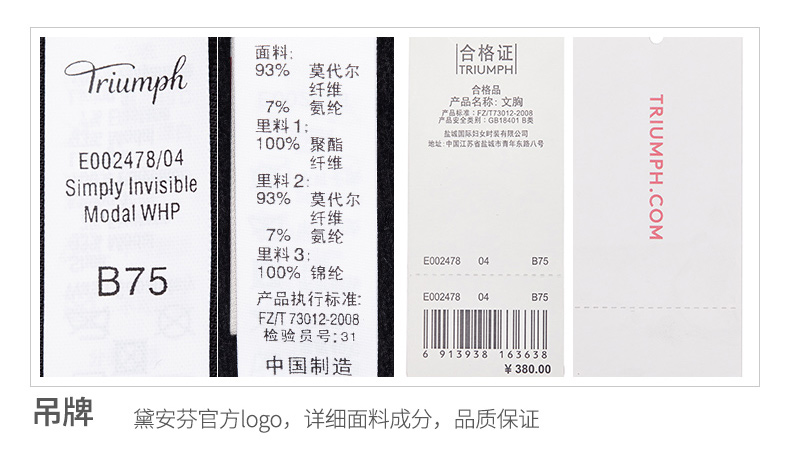 Triumph
E002478/04
Simply Invisible
Modal WHP
B75
面料:
93% 莫代尔
纤维
7% 氨纶
里料1:
100% 聚酯
纤维
里料2:
93% 莫代尔
纤维
7% 氨纶
里料3:
100% 锦纶
产品执行标准:
FZ/T 73012-2008
检验员号:31
中国制造
合格证
TRIUMPH
合格品
产品名称: 文胸
产品标准: FZ/T73012-2008
产品安全类别: GB18401 B类
盐城国际妇女时装有限公司
地址: 中国江苏省盐城市青年东路八号
E002478 04 B75
E002478 04 B75
6 913938 163638
¥ 380.00
TRIUMPH.COM
吊牌
黛安芬官方logo，详细面料成分，品质保证